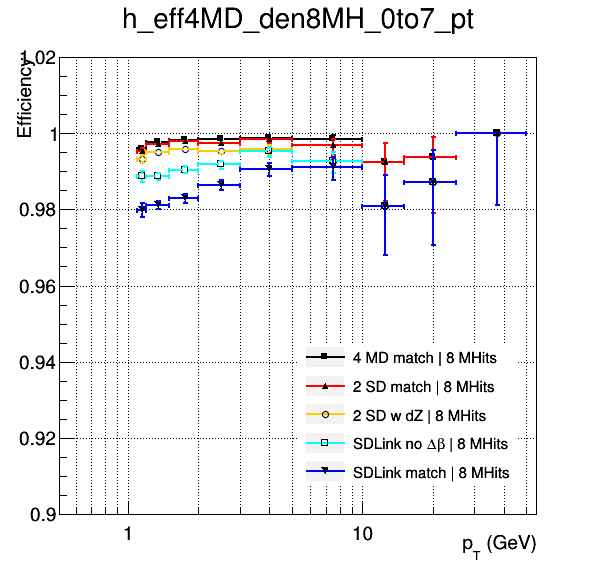 h_eff4MD_den8MH_0to7_pt
Efficiency
1.02
1
0.98
0.96
0.94
0.92
0.9
4 MD match | 8 MHits
2 SD match | 8 MHits
2 SD w dZ | 8 MHits
SDLink no Δβ | 8 MHits
SDLink match | 8 MHits
1
10
p_T (GeV)